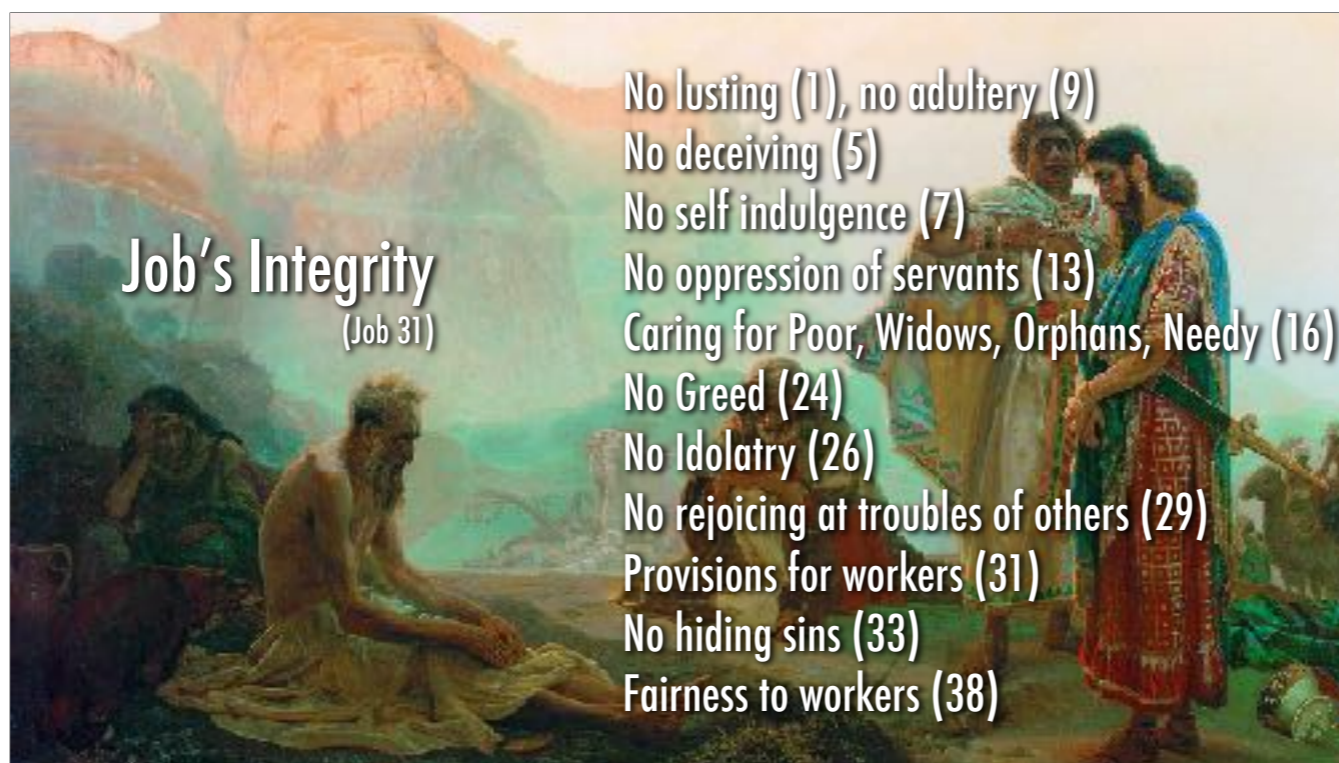 Job's Integrity
(Job 31)
No lusting (1), no adultery (9)
No deceiving (5)
No self indulgence (7)
No oppression of servants (13)
Caring for Poor, Widows, Orphans, Needy (16)
No Greed (24)
No Idolatry (26)
No rejoicing at troubles of others (29)
Provisions for workers (31)
No hiding sins (33)
Fairness to workers (38)